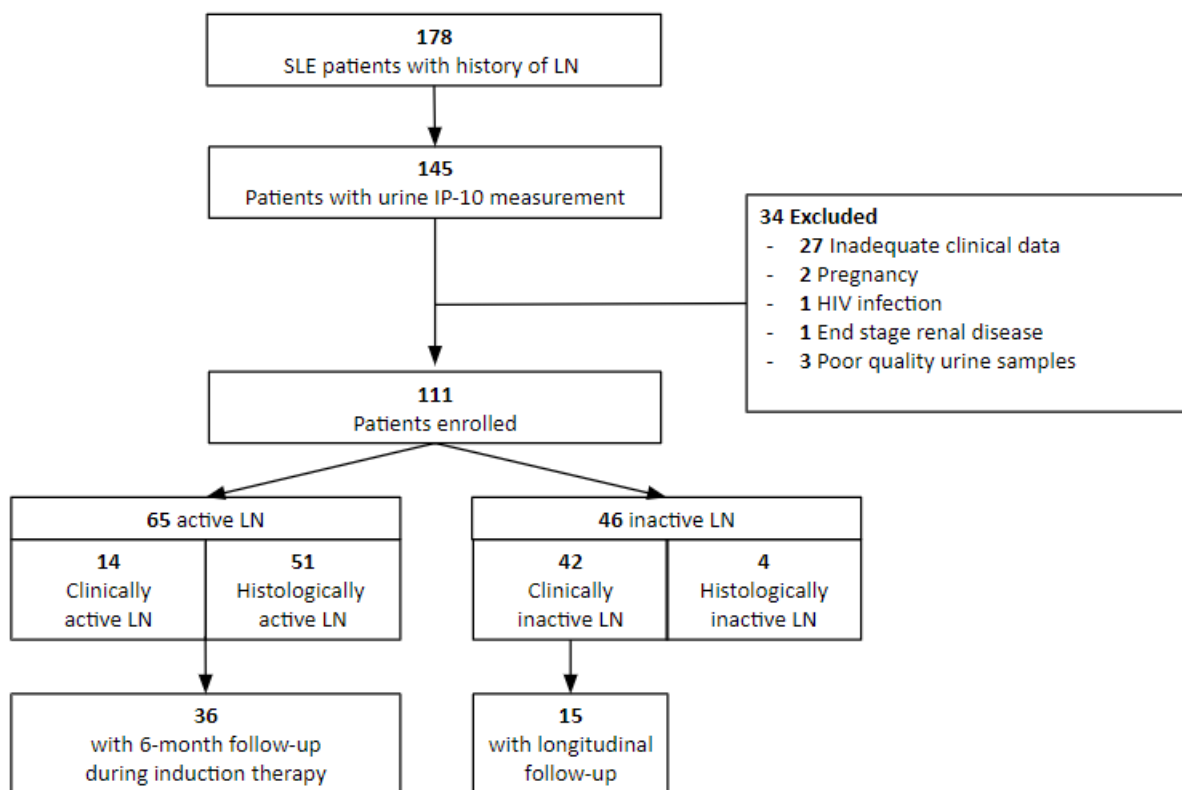 178
SLE patients with history of LN
145
Patients with urine IP-10 measurement
34 Excluded
- 27 Inadequate clinical data
- 2 Pregnancy
- 1 HIV infection
- 1 End stage renal disease
- 3 Poor quality urine samples
111
Patients enrolled
65 active LN
14
Clinically
active LN
51
Histologically
active LN
46 inactive LN
42
Clinically
inactive LN
4
Histologically
inactive LN
36
with 6-month follow-up
during induction therapy
15
with longitudinal
follow-up